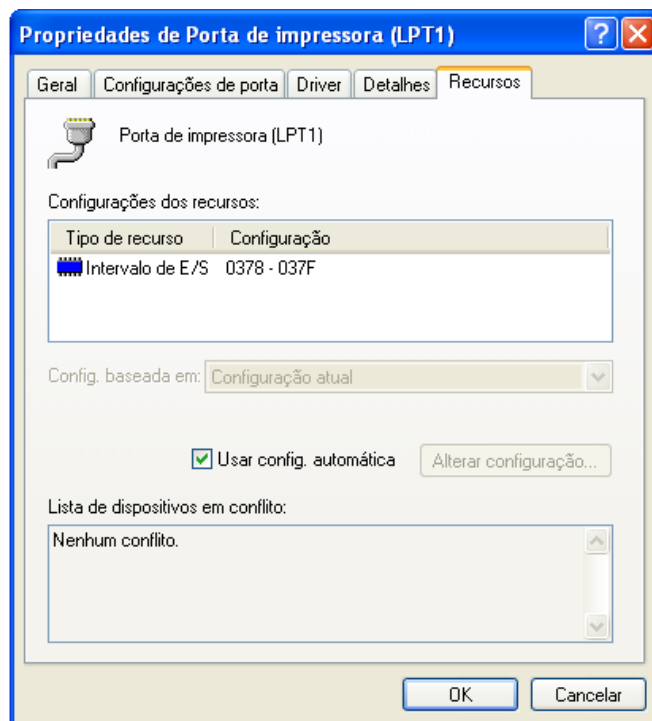 Propriedades de Porta de impressora (LPT1)
Geral Configurações de porta Driver Detalhes Recursos
Porta de impressora (LPT1)
Configurações dos recursos:
Tipo de recurso Configuração
Intervalo de E/S 0378 - 037F
Config. baseada em: Configuração atual
Usar config. automática Alterar configuração...
Lista de dispositivos em conflito:
Nenhum conflito.
OK Cancelar